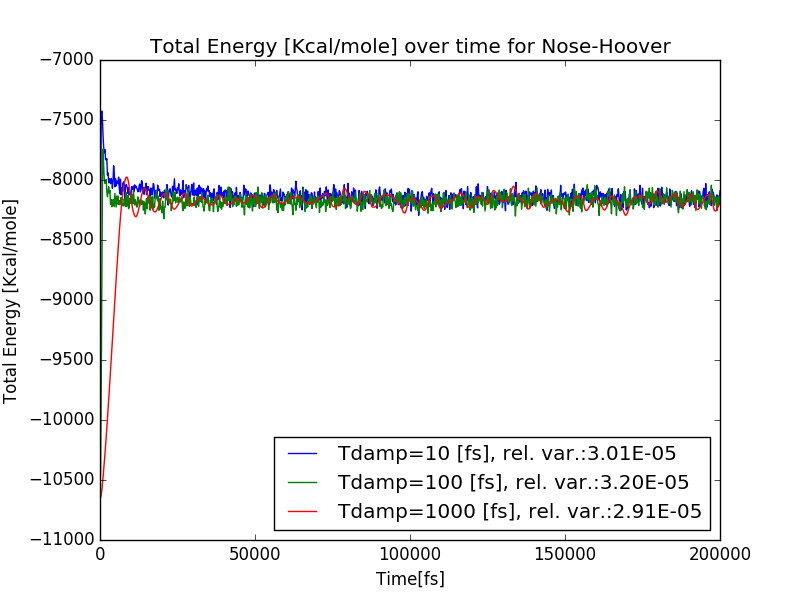 Total Energy [Kcal/mole] over time for Nose-Hoover
−7000
−7500
−8000
−8500
−9000
−9500
−10000
−10500
−11000
Total Energy [Kcal/mole]
Tdamp=10 [fs], rel. var.:3.01E-05
Tdamp=100 [fs], rel. var.:3.20E-05
Tdamp=1000 [fs], rel. var.:2.91E-05
0 50000 100000 150000 200000
Time[fs]